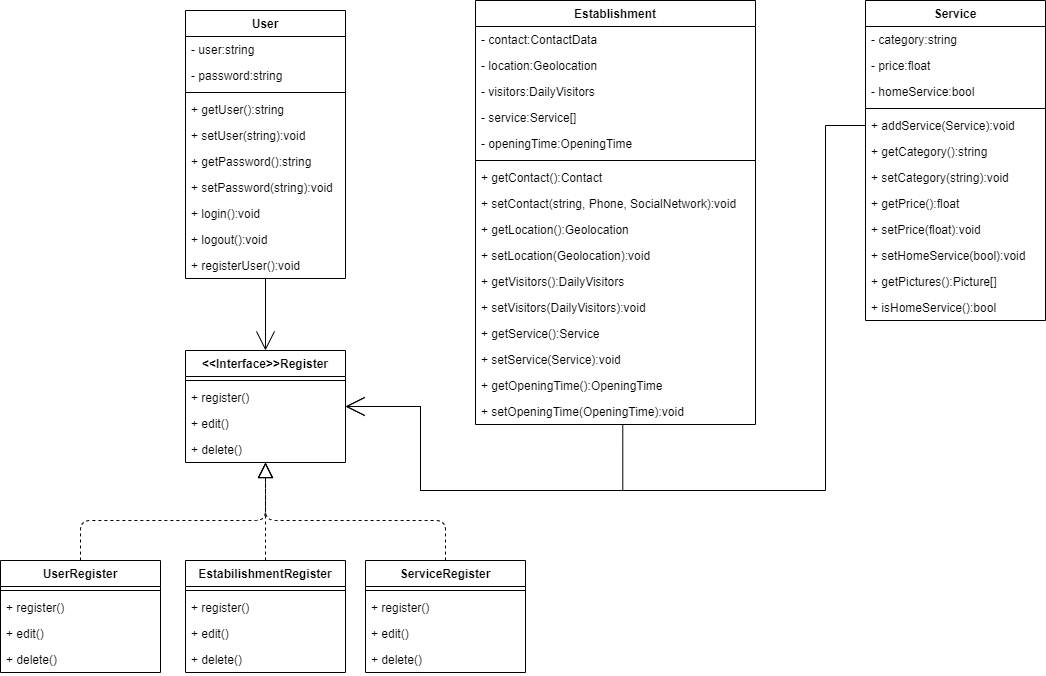 User
- user:string
- password:string
+ getUser():string
+ setUser(string):void
+ getPassword():string
+ setPassword(string):void
+ login():void
+ logout():void
+ registerUser():void
Establishment
- contact:ContactData
- location:Geolocation
- visitors:DailyVisitors
- service:Service[]
- openingTime:OpeningTime
+ getContact():Contact
+ setContact(string, Phone, SocialNetwork):void
+ getLocation():Geolocation
+ setLocation(Geolocation):void
+ getVisitors():DailyVisitors
+ setVisitors(DailyVisitors):void
+ getService():Service
+ setService(Service):void
+ getOpeningTime():OpeningTime
+ setOpeningTime(OpeningTime):void
Service
- category:string
- price:float
- homeService:bool
+ addService(Service):void
+ getCategory():string
+ setCategory(string):void
+ getPrice():float
+ setPrice(float):void
+ setHomeService(bool):void
+ getPictures():Picture[]
+ isHomeService():bool
<<Interface>>Register
+ register()
+ edit()
+ delete()
UserRegister
+ register()
+ edit()
+ delete()
EstabilishmentRegister
+ register()
+ edit()
+ delete()
ServiceRegister
+ register()
+ edit()
+ delete()